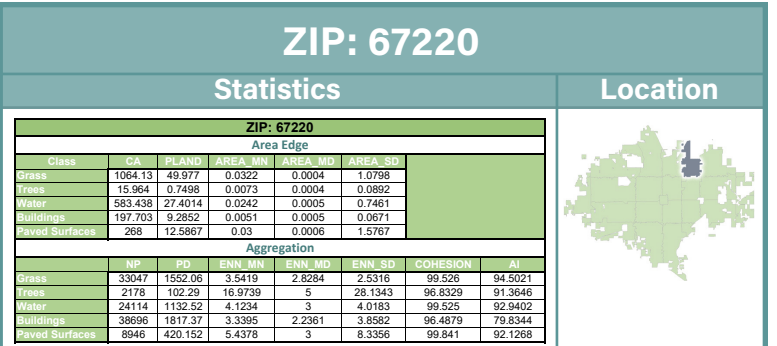 ZIP: 67220
Statistics
Location
ZIP: 67220
Area Edge
Class CA PLAND AREA_MN AREA_MD AREA_SD
Grass 1064.13 49.977 0.0322 0.0004 1.0798
Trees 15.964 0.7498 0.0073 0.0004 0.0892
Water 583.438 27.4014 0.0242 0.0005 0.7461
Buildings 197.703 9.2852 0.0051 0.0005 0.0671
Paved Surfaces 268 12.5867 0.03 0.0006 1.5767
Aggregation
NP PD ENN_MN ENN_MD ENN_SD COHESION AI
Grass 33047 1552.06 3.5419 2.8284 2.5316 99.526 94.5021
Trees 2178 102.29 16.9739 5 28.1343 96.8329 91.3646
Water 24114 1132.52 4.1234 3 4.0183 99.525 92.9402
Buildings 38696 1817.37 3.3395 2.2361 3.8582 96.4879 79.8344
Paved Surfaces 8946 420.152 5.4378 3 8.3356 99.841 92.1268